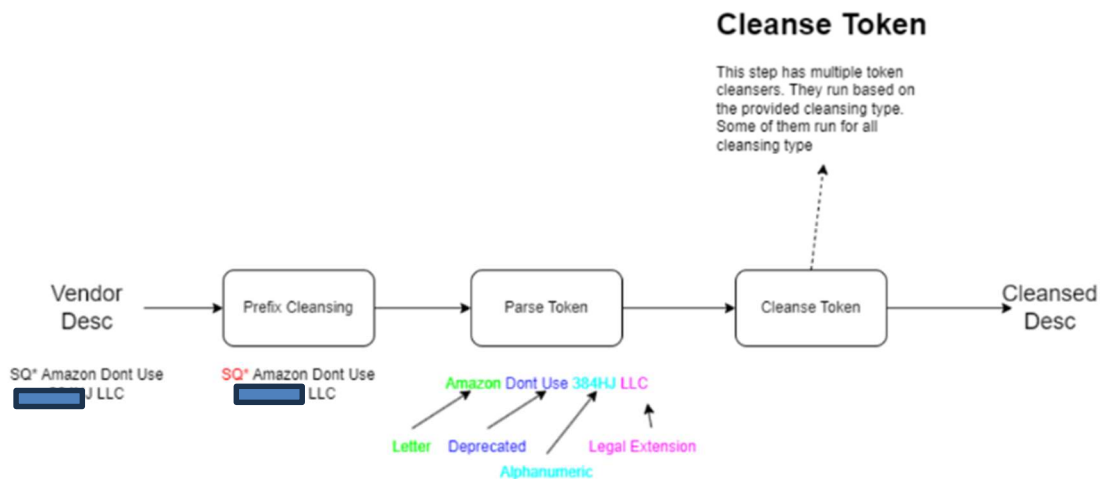 Cleanse Token
This step has multiple token
cleansers. They run based on
the provided cleansing type.
Some of them run for all
cleansing type
Vendor
Desc
Prefix Cleansing
Parse Token
Cleanse Token
Cleansed
Desc
SQ* Amazon Dont Use
J LLC
SQ* Amazon Dont Use
LLC
Amazon Dont Use 384HJ LLC
Letter
Deprecated
Legal Extension
Alphanumeric